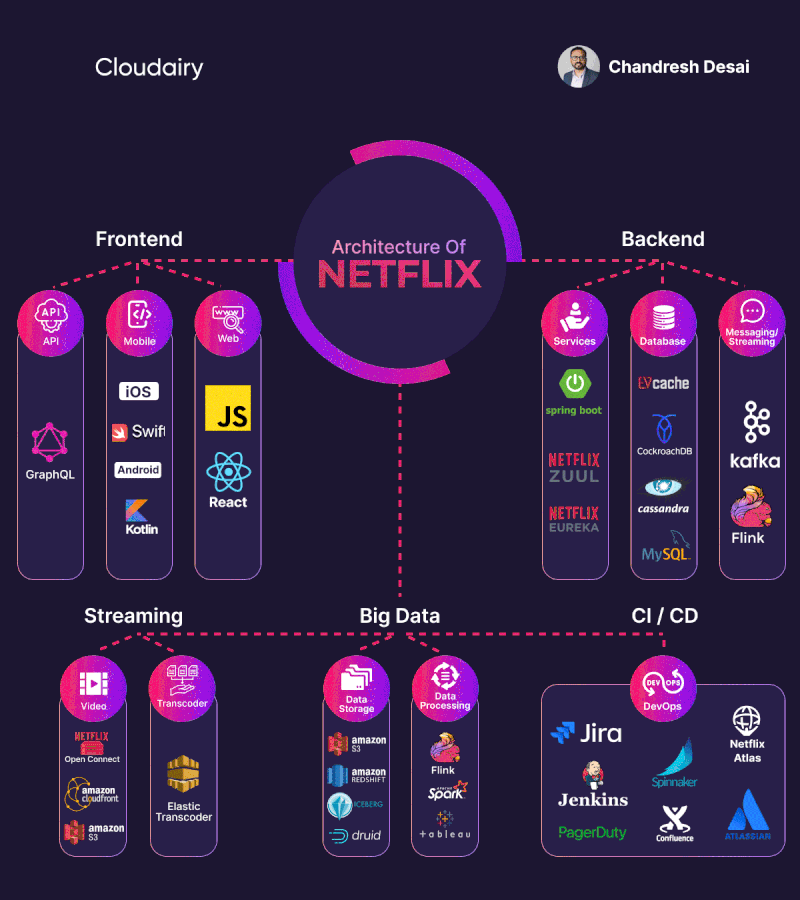 Cloudairy
Chandresh Desai
Architecture Of
NETFLIX
Frontend
API
API
GraphQL
Mobile
iOS
Swift
Android
Kotlin
WWW
Web
JS
React
Backend
Services
spring boot
NETFLIX
ZUUL
NETFLIX
EUREKA
Database
EVcache
CockroachDB
cassandra
MySQL
Messaging/
Streaming
kafka
Flink
Streaming
Video
NETFLIX
Open Connect
amazon
cloudfront
amazon
S3
Transcoder
Elastic
Transcoder
Big Data
Data
Storage
amazon
S3
amazon
REDSHIFT
ICEBERG
druid
Data
Processing
Flink
APACHE
Spark
+ableau
CI / CD
DEV OPS
DevOps
Jira
Netflix
Atlas
Spinnaker
Jenkins
PagerDuty
Confluence
ATLASSIAN